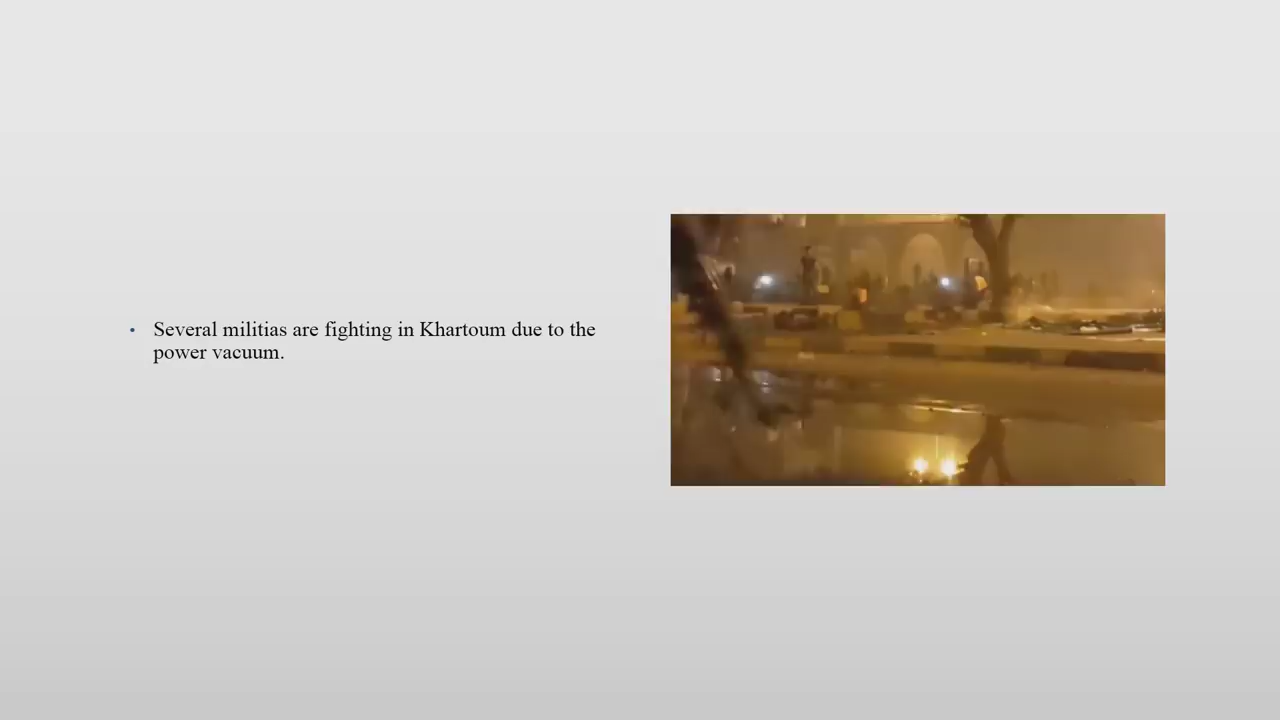 • Several militias are fighting in Khartoum due to the
power vacuum.